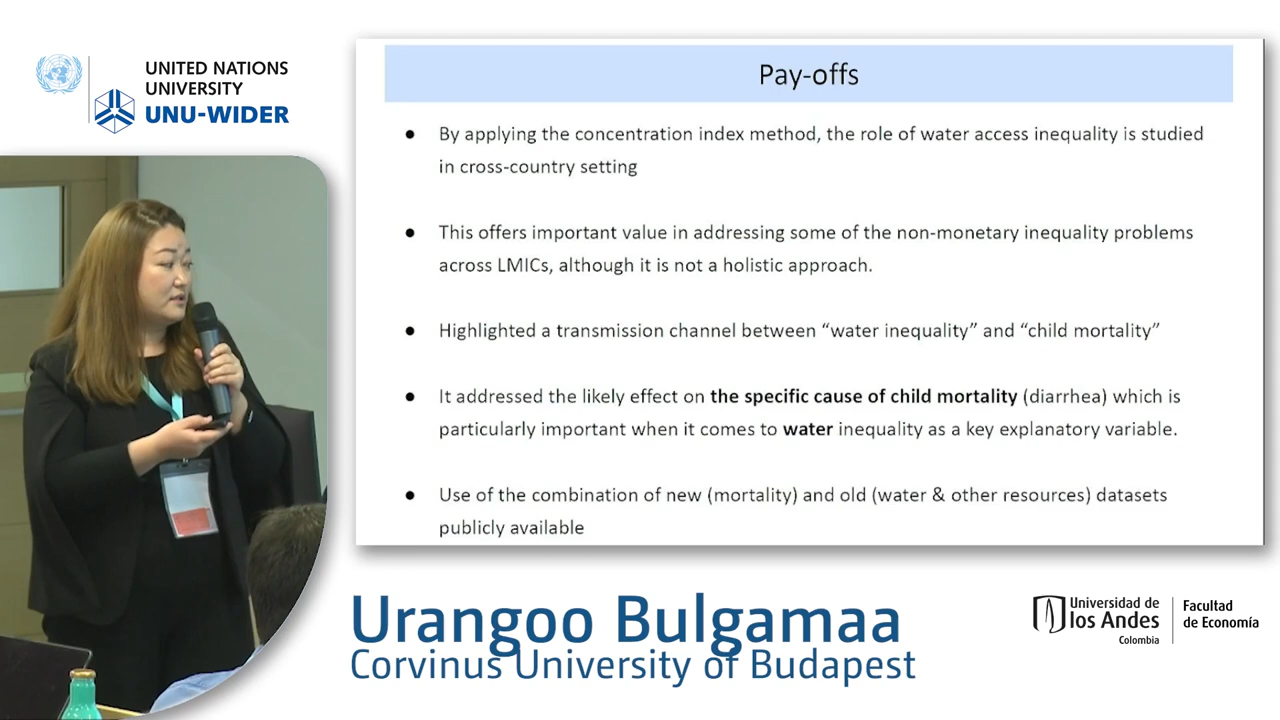 UNITED NATIONS
UNIVERSITY
UNU-WIDER
Pay-offs
● By applying the concentration index method, the role of water access inequality is studied
in cross-country setting
● This offers important value in addressing some of the non-monetary inequality problems
across LMICs, although it is not a holistic approach.
● Highlighted a transmission channel between “water inequality” and “child mortality”
● It addressed the likely effect on the specific cause of child mortality (diarrhea) which is
particularly important when it comes to water inequality as a key explanatory variable.
● Use of the combination of new (mortality) and old (water & other resources) datasets
publicly available
Urangoo Bulgamaa
Corvinus University of Budapest
Universidad de
los Andes
Colombia
Facultad
de Economía